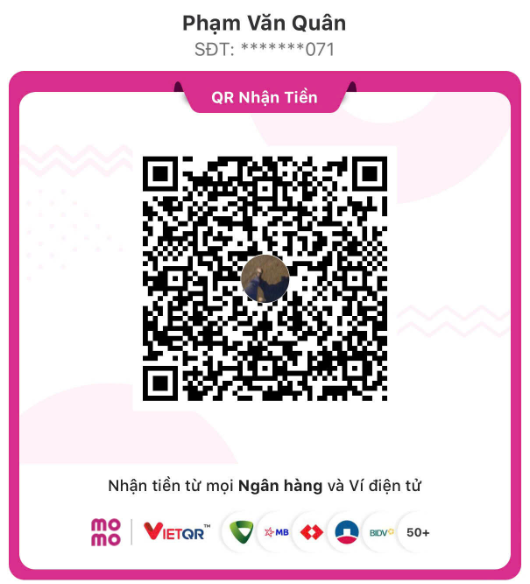 Phạm Văn Quân
SĐT: *******071
QR Nhận Tiền
Nhận tiền từ mọi Ngân hàng và Ví điện tử
mo mo VIETQR™ MB BIDV 50+